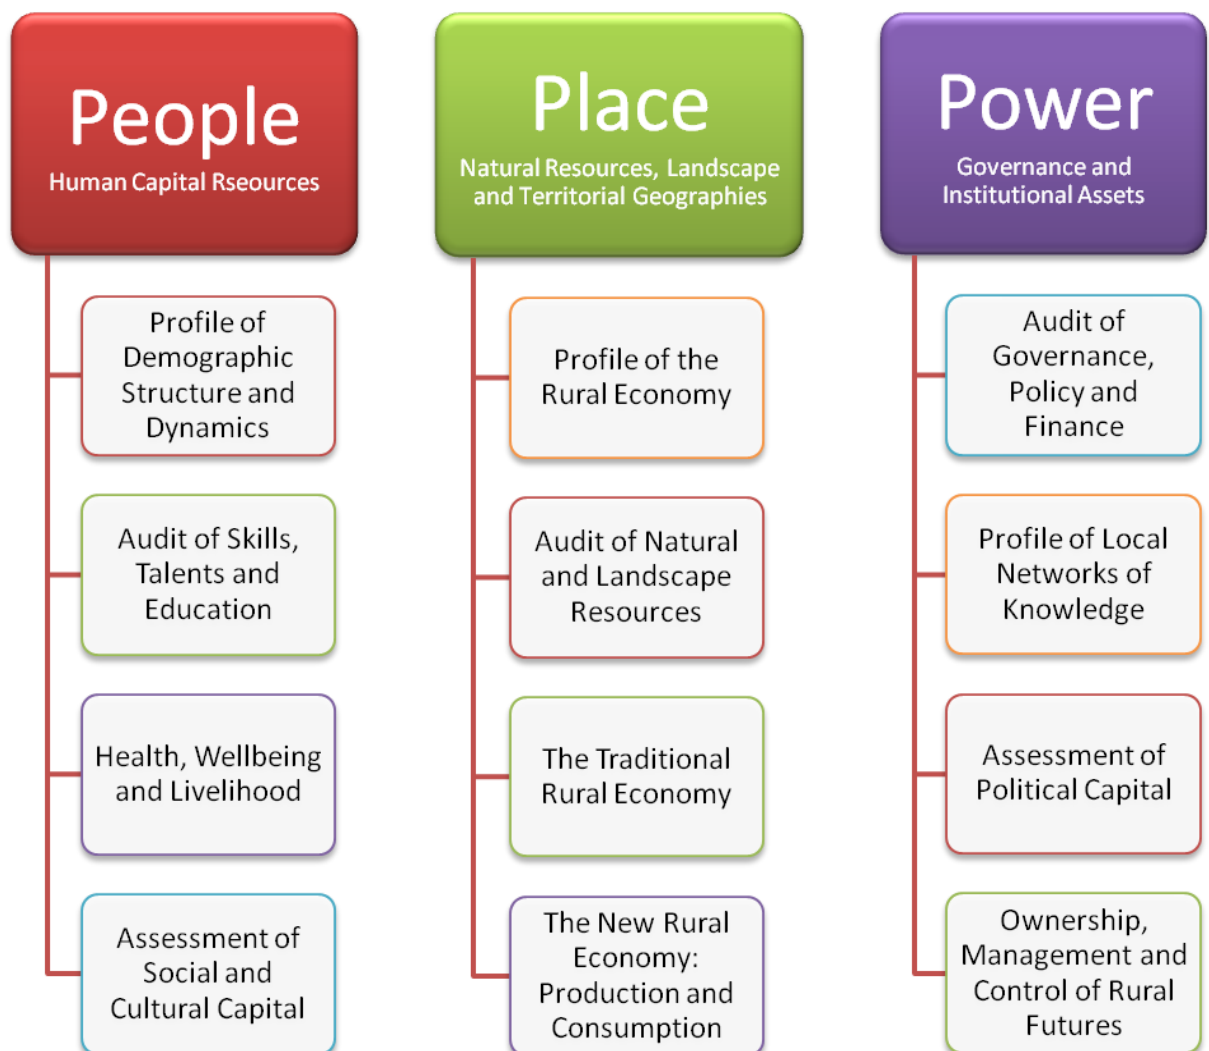 People
Human Capital Rseources
Profile of
Demographic
Structure and
Dynamics
Audit of Skills,
Talents and
Education
Health, Wellbeing
and Livelihood
Assessment of
Social and
Cultural Capital
Place
Natural Resources, Landscape
and Territorial Geographies
Profile of the
Rural Economy
Audit of Natural
and Landscape
Resources
The Traditional
Rural Economy
The New Rural
Economy:
Production and
Consumption
Power
Governance and
Institutional Assets
Audit of
Governance,
Policy and
Finance
Profile of Local
Networks of
Knowledge
Assessment of
Political Capital
Ownership,
Management and
Control of Rural
Futures